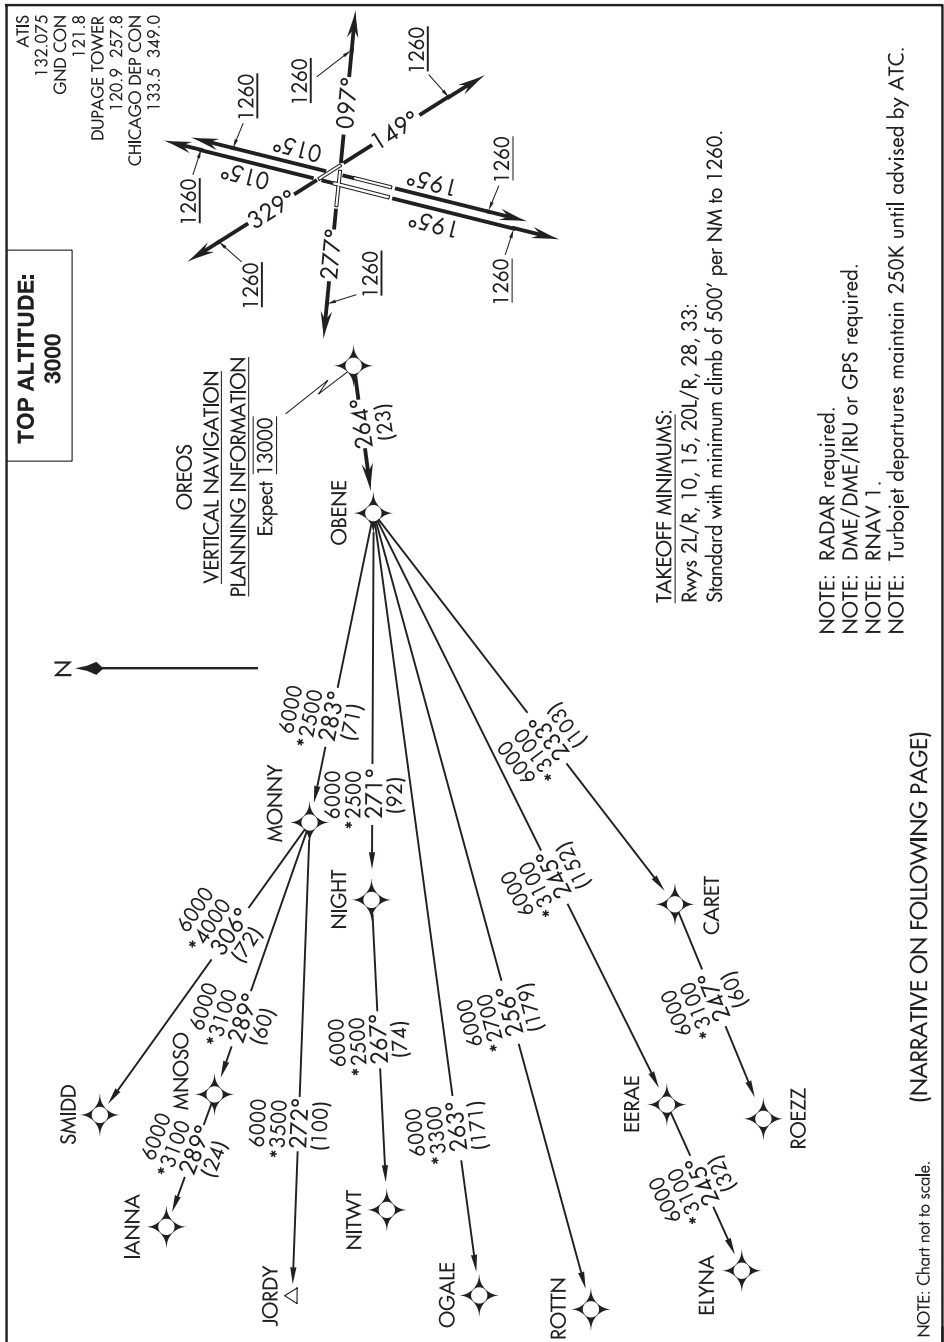 ATIS
132.075
GND CON
121.8
DUPAGE TOWER
120.9 257.8
CHICAGO DEP CON
133.5 349.0
TOP ALTITUDE:
3000
1260
1260
1260
1260
1260
1260
1260
1260
015°
015°
097°
149°
329°
277°
195°
195°
OREOS
VERTICAL NAVIGATION
PLANNING INFORMATION
Expect 13000
264°
(23)
OBENE
N
6000
*2500
283°
(71)
MONNY
6000
*2500
271°
(92)
NIGHT
6000
*4000
306°
(72)
SMIDD
6000
*3100
289°
(60)
MNOSO
6000
*3100
289°
(24)
IANNA
6000
*3500
272°
(100)
JORDY
6000
*2500
267°
(74)
NITWT
6000
*3300
263°
(171)
OGALE
6000
*2700
256°
(179)
ROTTN
6000
*3100
245°
(152)
EERAE
6000
*3100
245°
(32)
ELYNA
6000
*3100
233°
(103)
CARET
6000
*3100
247°
(60)
ROEZZ
TAKEOFF MINIMUMS:
Rwys 2L/R, 10, 15, 20L/R, 28, 33:
Standard with minimum climb of 500' per NM to 1260.
NOTE: RADAR required.
NOTE: DME/DME/IRU or GPS required.
NOTE: RNAV 1.
NOTE: Turbojet departures maintain 250K until advised by ATC.
(NARRATIVE ON FOLLOWING PAGE)
NOTE: Chart not to scale.